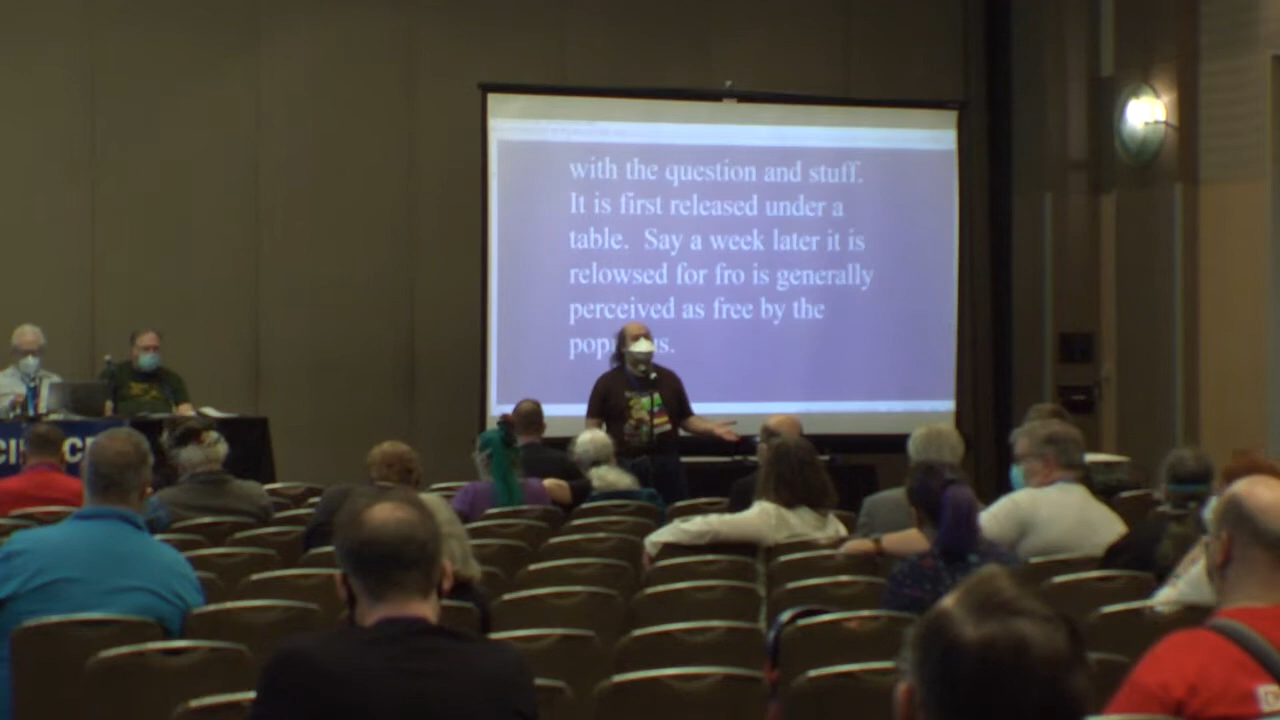 with the question and stuff.
It is first released under a
table. Say a week later it is
relowsed for fro is generally
perceived as free by the